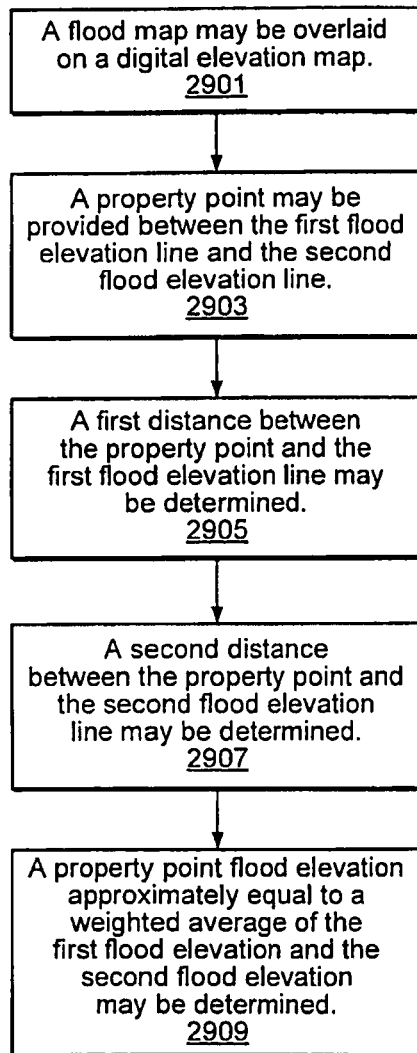 A flood map may be overlaid
on a digital elevation map.
2901
A property point may be
provided between the first flood
elevation line and the second
flood elevation line.
2903
A first distance between
the property point and the
first flood elevation line may
be determined.
2905
A second distance
between the property point and
the second flood elevation
line may be determined.
2907
A property point flood elevation
approximately equal to a
weighted average of the
first flood elevation and the
second flood elevation
may be determined.
2909